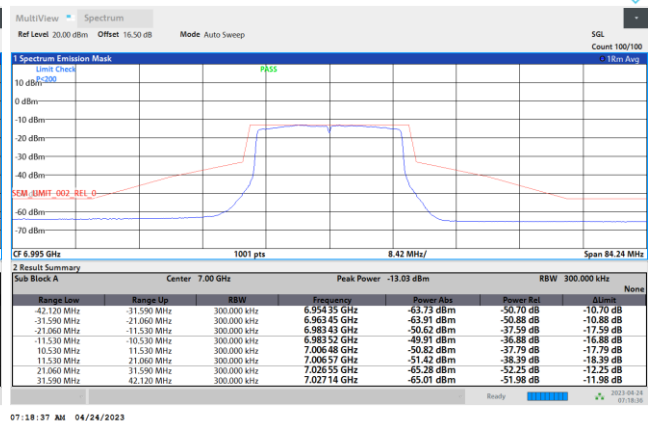 MultiView Spectrum
Ref Level 20.00 dBm Offset 16.50 dB Mode Auto Sweep SGL
Count 100/100
1 Spectrum Emission Mask 1Rm Avg
Limit Check PASS
P<200
10 dBm
0 dBm
-10 dBm
-20 dBm
-30 dBm
-40 dBm
SEM_LIMIT_002_REL_0
-60 dBm
-70 dBm
CF 6.995 GHz 1001 pts 8.42 MHz/ Span 84.24 MHz
2 Result Summary
Sub Block A Center 7.00 GHz Peak Power -13.03 dBm RBW 300.000 kHz
None
Range Low Range Up RBW Frequency Power Abs Power Rel ΔLimit
-42.120 MHz -31.590 MHz 300.000 kHz 6.95435 GHz -63.73 dBm -50.70 dB -10.70 dB
-31.590 MHz -21.060 MHz 300.000 kHz 6.96345 GHz -63.91 dBm -50.88 dB -10.88 dB
-21.060 MHz -11.530 MHz 300.000 kHz 6.98343 GHz -50.62 dBm -37.59 dB -17.59 dB
-11.530 MHz -10.530 MHz 300.000 kHz 6.98352 GHz -49.91 dBm -36.88 dB -16.88 dB
10.530 MHz 11.530 MHz 300.000 kHz 7.00648 GHz -50.82 dBm -37.79 dB -17.79 dB
11.530 MHz 21.060 MHz 300.000 kHz 7.00657 GHz -51.42 dBm -38.39 dB -18.39 dB
21.060 MHz 31.590 MHz 300.000 kHz 7.02655 GHz -65.28 dBm -52.25 dB -12.25 dB
31.590 MHz 42.120 MHz 300.000 kHz 7.02714 GHz -65.01 dBm -51.98 dB -11.98 dB
Ready 2023-04-24
07:18:36
07:18:37 AM 04/24/2023